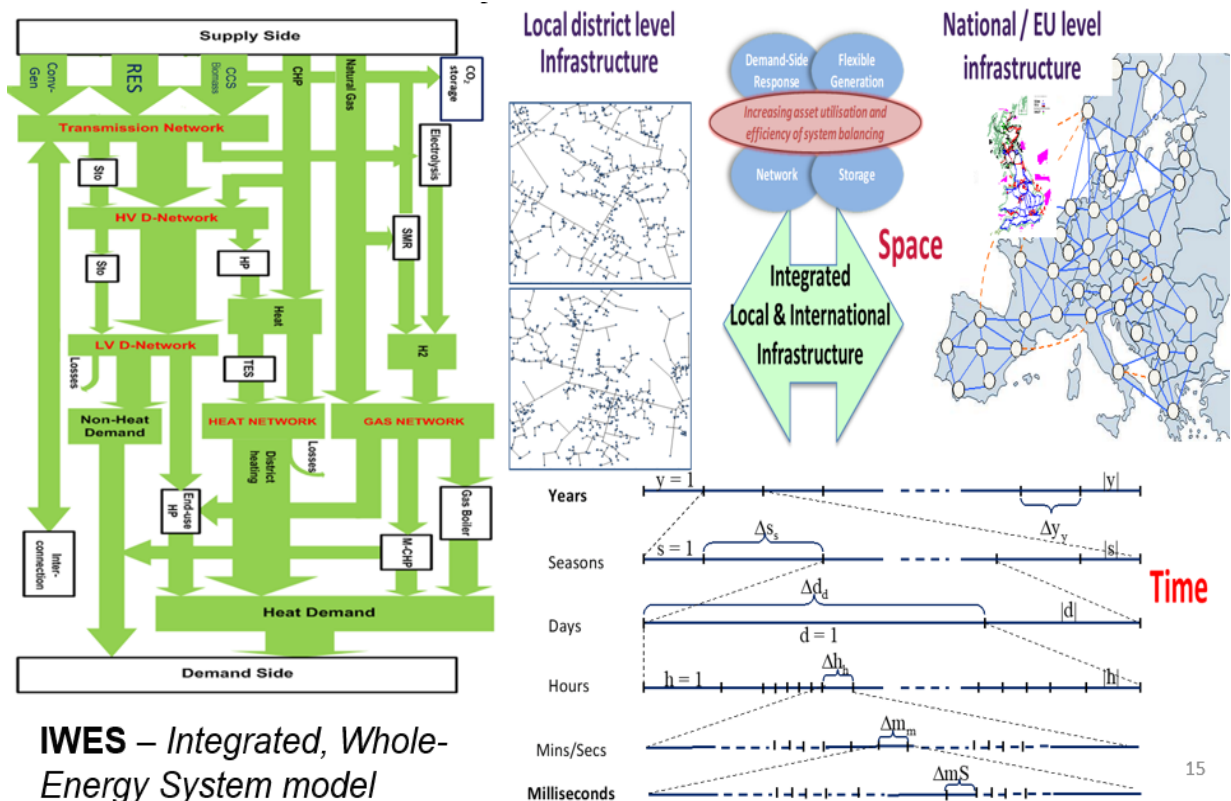 Supply Side
Conv-
Gen
RES
CCS
Biomass
CHP
Natural Gas
CO2
storage
Transmission Network
Electrolysis
Sto
HV D-Network
SMR
HP
Sto
Heat
LV D-Network
H2
Losses
TES
Non-Heat
Demand
HEAT NETWORK
GAS NETWORK
District
heating
Losses
End-use
HP
Gas Boiler
M-CHP
Inter-
connection
Heat Demand
Demand Side
IWES – Integrated, Whole-
Energy System model
Local district level
Infrastructure
Demand-Side
Response
Flexible
Generation
Increasing asset utilisation and
efficiency of system balancing
Network
Storage
National / EU level
infrastructure
Space
Integrated
Local & International
Infrastructure
Years
y = 1
|y|
Δyy
Seasons
s = 1
Δss
|s|
Time
Days
Δdd
d = 1
|d|
Hours
h = 1
Δhh
|h|
Mins/Secs
Δmm
Milliseconds
ΔmS
15